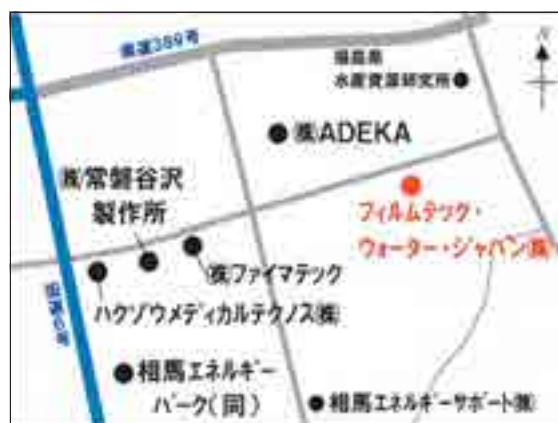 県道389号
N
福島県
水産資源研究所
㈱ADEKA
㈱常磐谷沢
製作所
フィルムテック・
ウォーター・ジャパン㈱
㈱ファイマテック
ハクゾウメディカルテクノス㈱
国道6号
相馬エネルギー
パーク(同)
相馬エネルギーサポート㈱